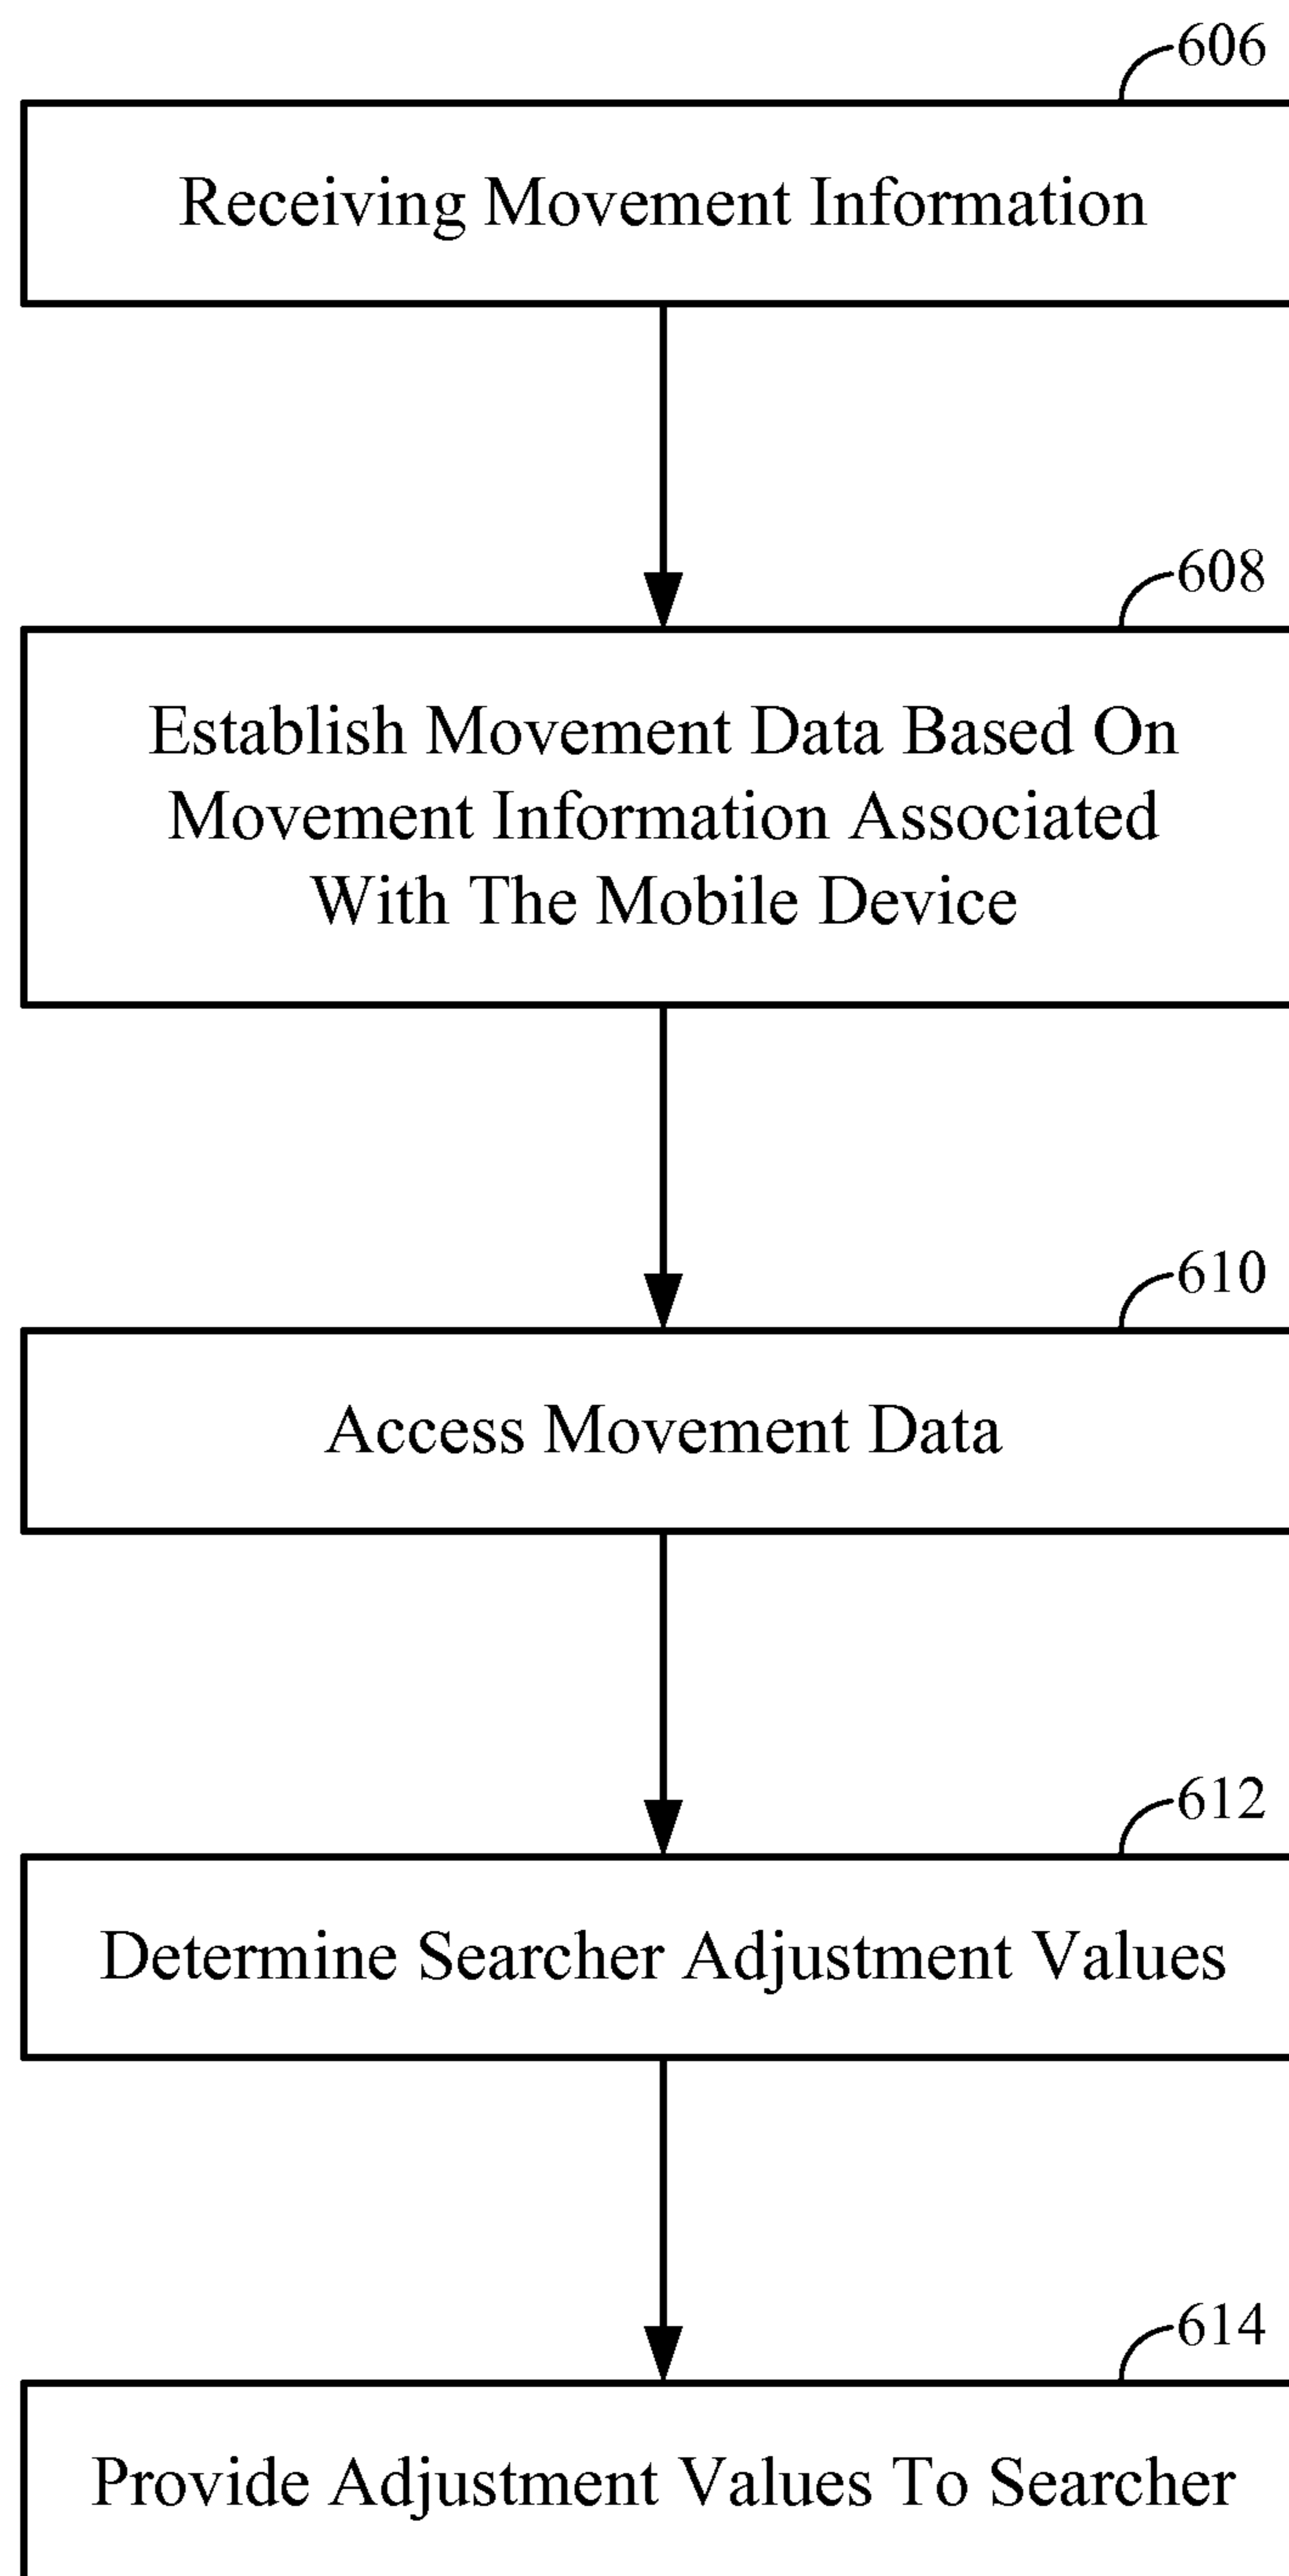 606
Receiving Movement Information
608
Establish Movement Data Based On
Movement Information Associated
With The Mobile Device
610
Access Movement Data
612
Determine Searcher Adjustment Values
614
Provide Adjustment Values To Searcher